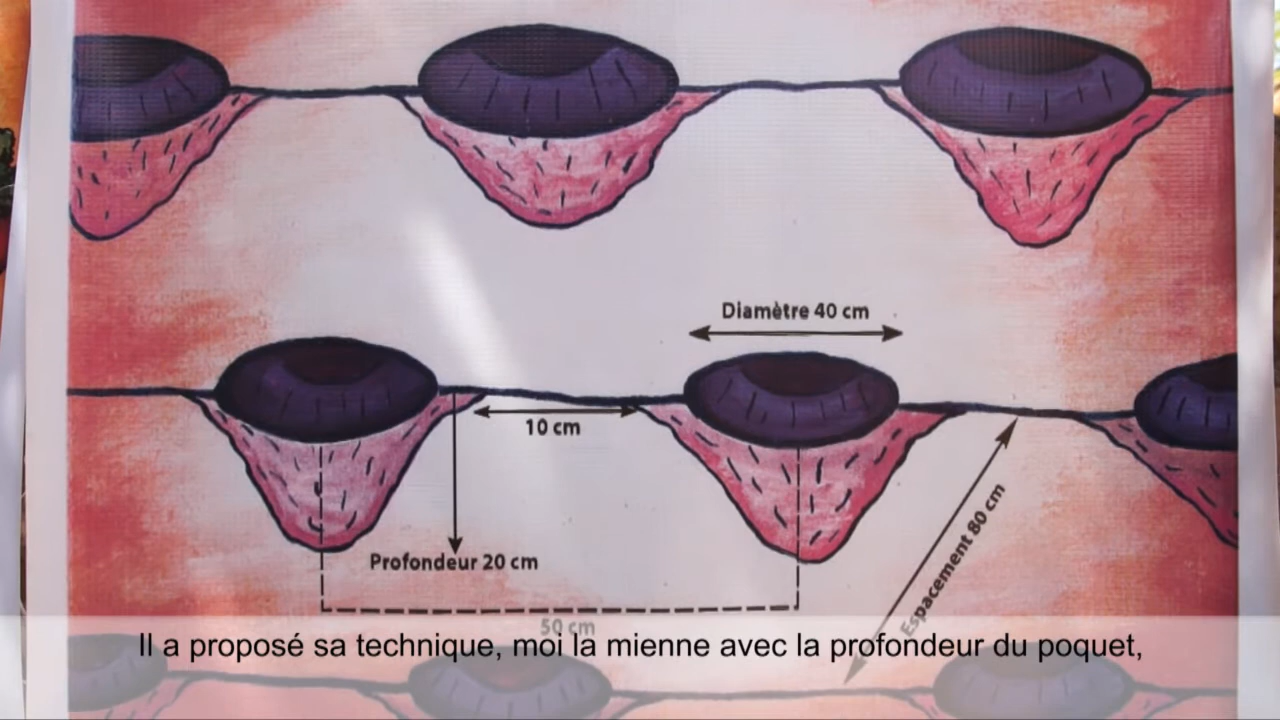 Diamètre 40 cm
10 cm
Profondeur 20 cm
Espacement 80 cm
50 cm
Il a proposé sa technique, moi la mienne avec la profondeur du poquet,